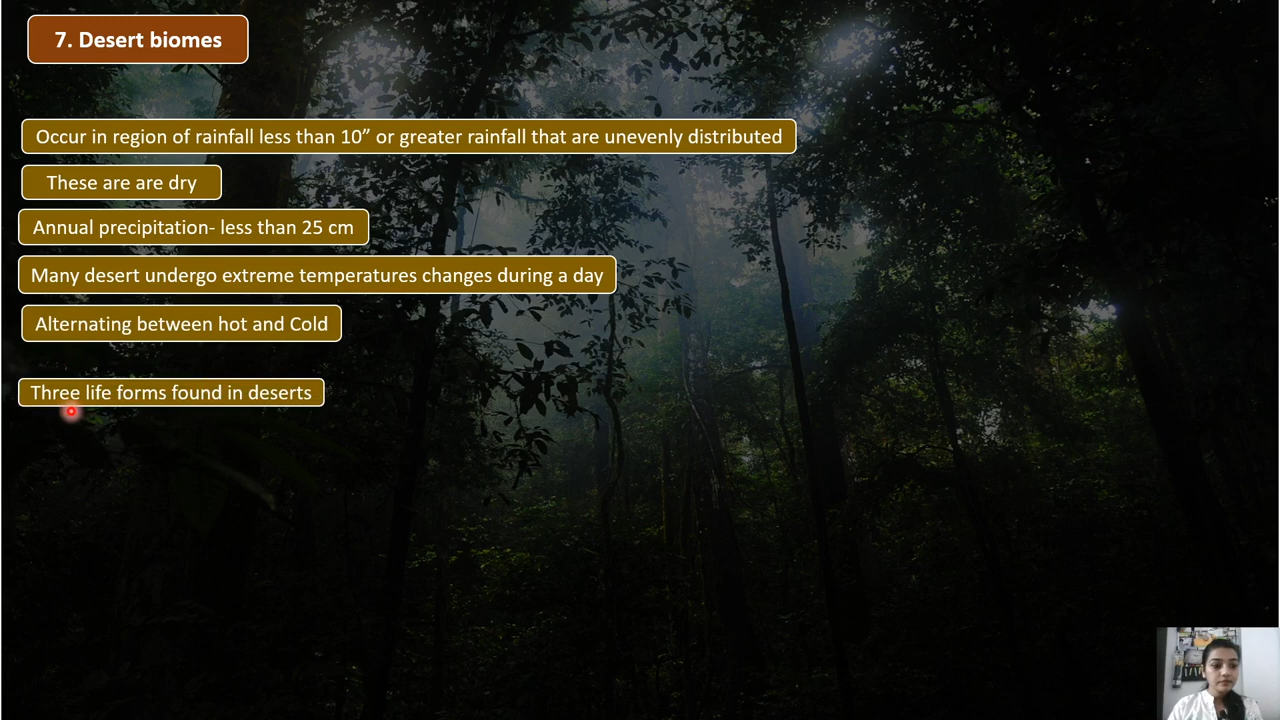 7. Desert biomes
Occur in region of rainfall less than 10” or greater rainfall that are unevenly distributed
These are are dry
Annual precipitation- less than 25 cm
Many desert undergo extreme temperatures changes during a day
Alternating between hot and Cold
Three life forms found in deserts